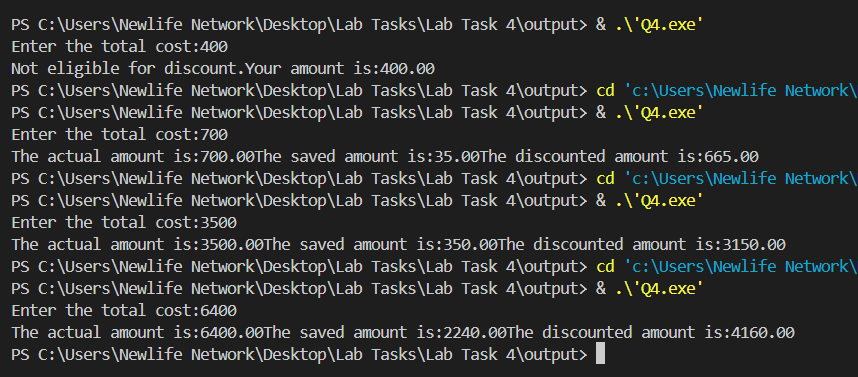 PS C:\Users\Newlife Network\Desktop\Lab Tasks\Lab Task 4\output> & .\'Q4.exe'
Enter the total cost:400
Not eligible for discount.Your amount is:400.00
PS C:\Users\Newlife Network\Desktop\Lab Tasks\Lab Task 4\output> cd 'c:\Users\Newlife Network\
PS C:\Users\Newlife Network\Desktop\Lab Tasks\Lab Task 4\output> & .\'Q4.exe'
Enter the total cost:700
The actual amount is:700.00The saved amount is:35.00The discounted amount is:665.00
PS C:\Users\Newlife Network\Desktop\Lab Tasks\Lab Task 4\output> cd 'c:\Users\Newlife Network\
PS C:\Users\Newlife Network\Desktop\Lab Tasks\Lab Task 4\output> & .\'Q4.exe'
Enter the total cost:3500
The actual amount is:3500.00The saved amount is:350.00The discounted amount is:3150.00
PS C:\Users\Newlife Network\Desktop\Lab Tasks\Lab Task 4\output> cd 'c:\Users\Newlife Network\
PS C:\Users\Newlife Network\Desktop\Lab Tasks\Lab Task 4\output> & .\'Q4.exe'
Enter the total cost:6400
The actual amount is:6400.00The saved amount is:2240.00The discounted amount is:4160.00
PS C:\Users\Newlife Network\Desktop\Lab Tasks\Lab Task 4\output>